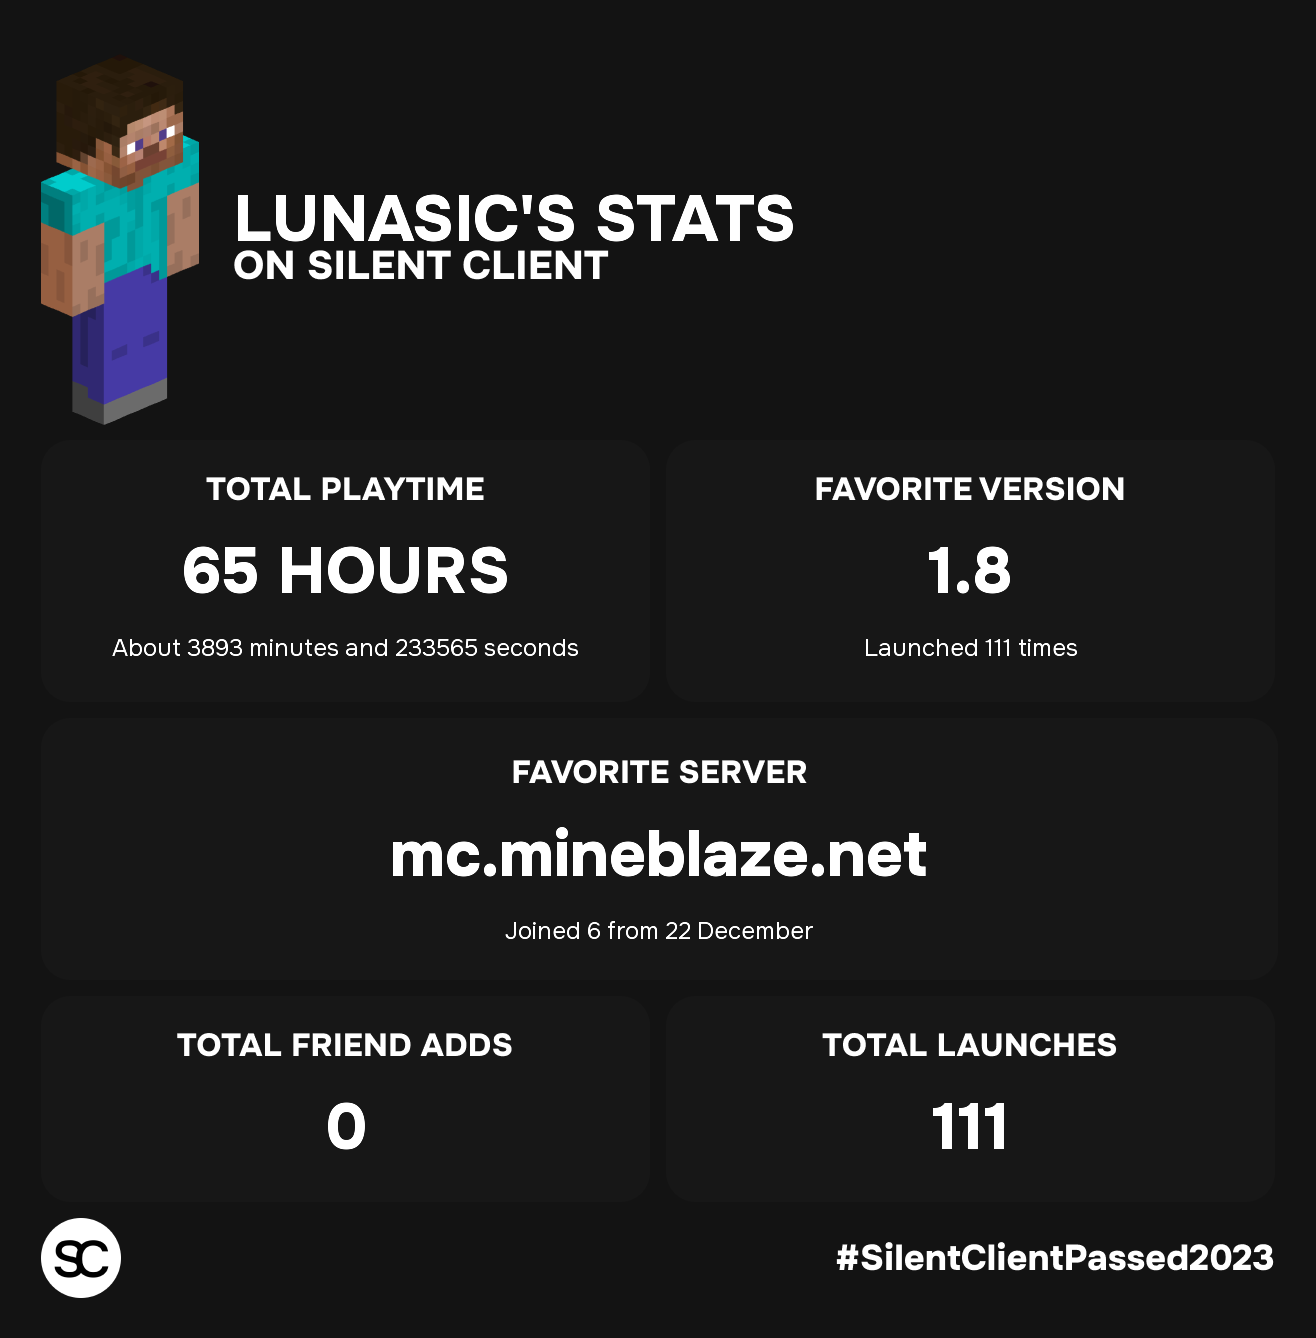 LUNASIC'S STATS
ON SILENT CLIENT
TOTAL PLAYTIME
65 HOURS
About 3893 minutes and 233565 seconds
FAVORITE VERSION
1.8
Launched 111 times
FAVORITE SERVER
mc.mineblaze.net
Joined 6 from 22 December
TOTAL FRIEND ADDS
0
TOTAL LAUNCHES
111
SC
#SilentClientPassed2023